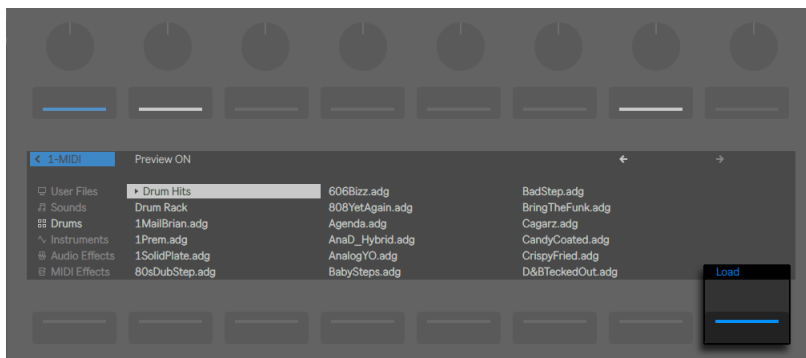 < 1-MIDI Preview ON ← →
User Files ▸ Drum Hits 606Bizz.adg BadStep.adg
Sounds Drum Rack 808YetAgain.adg BringTheFunk.adg
Drums 1MailBrian.adg Agenda.adg Cagarz.adg
Instruments 1Prem.adg AnaD_Hybrid.adg CandyCoated.adg
Audio Effects 1SolidPlate.adg AnalogYO.adg CrispyFried.adg
MIDI Effects 80sDubStep.adg BabySteps.adg D&BTeckedOut.adg Load